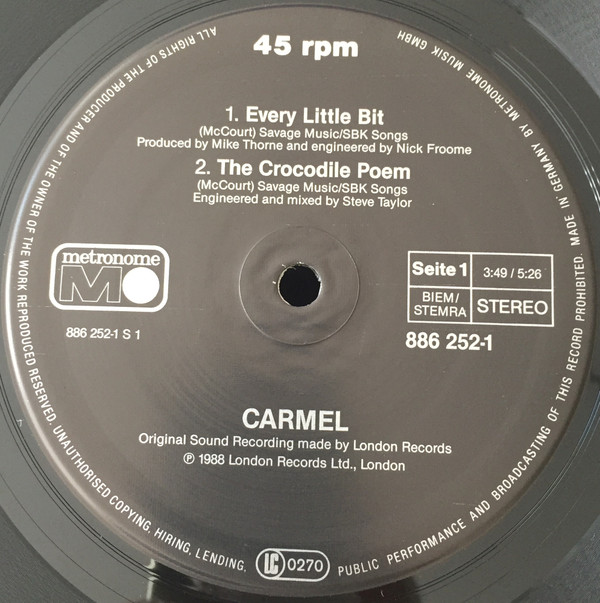 45 rpm
1. Every Little Bit
(McCourt) Savage Music/SBK Songs
Produced by Mike Thorne and engineered by Nick Froome
2. The Crocodile Poem
(McCourt) Savage Music/SBK Songs
Engineered and mixed by Steve Taylor
metronome
M
886 252-1 S 1
Seite 1
3:49 / 5:26
BIEM/
STEMRA
STEREO
886 252-1
CARMEL
Original Sound Recording made by London Records
℗ 1988 London Records Ltd., London
ALL RIGHTS OF THE PRODUCER AND OF THE OWNER OF THE WORK REPRODUCED RESERVED. UNAUTHORISED COPYING, HIRING, LENDING, PUBLIC PERFORMANCE AND BROADCASTING OF THIS RECORD PROHIBITED. MADE IN GERMANY BY METRONOME MUSIK GMBH
LC 0270